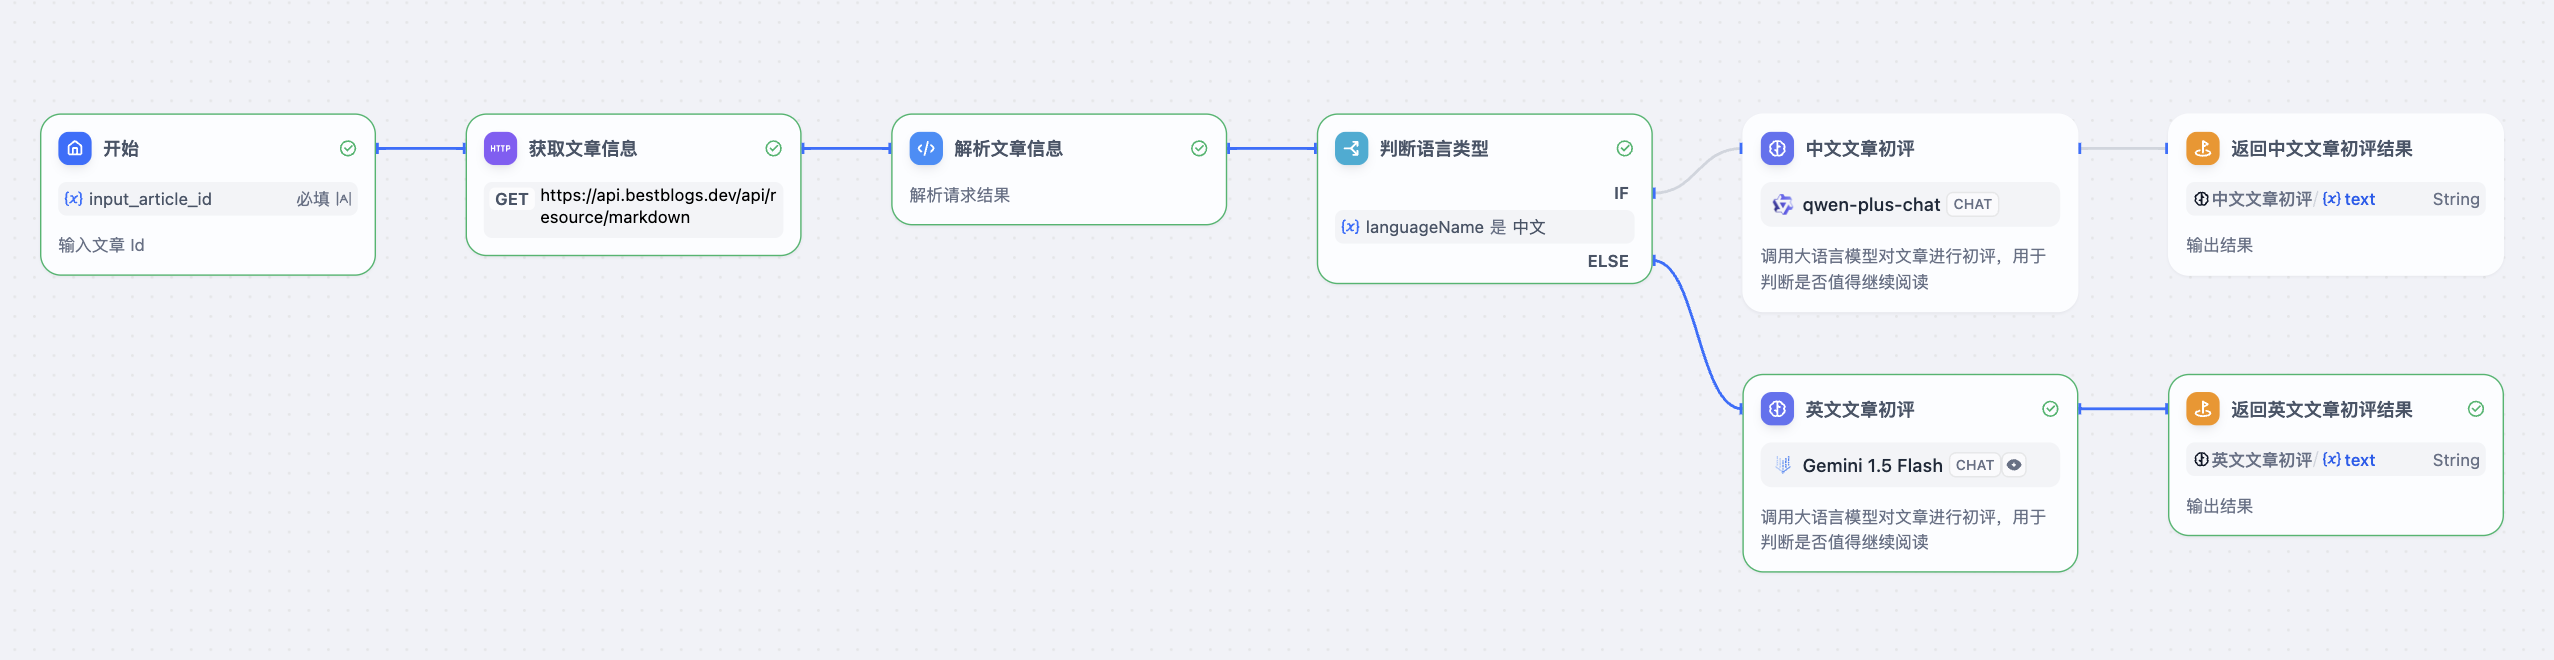 开始
input_article_id 必填
输入文章 Id
HTTP
获取文章信息
GET https://api.bestblogs.dev/api/r
esource/markdown
解析文章信息
解析请求结果
判断语言类型
IF
{x} languageName 是 中文
ELSE
中文文章初评
qwen-plus-chat CHAT
调用大语言模型对文章进行初评，用于
判断是否值得继续阅读
返回中文文章初评结果
中文文章初评/{x} text String
输出结果
英文文章初评
Gemini 1.5 Flash CHAT
调用大语言模型对文章进行初评，用于
判断是否值得继续阅读
返回英文文章初评结果
英文文章初评/{x} text String
输出结果